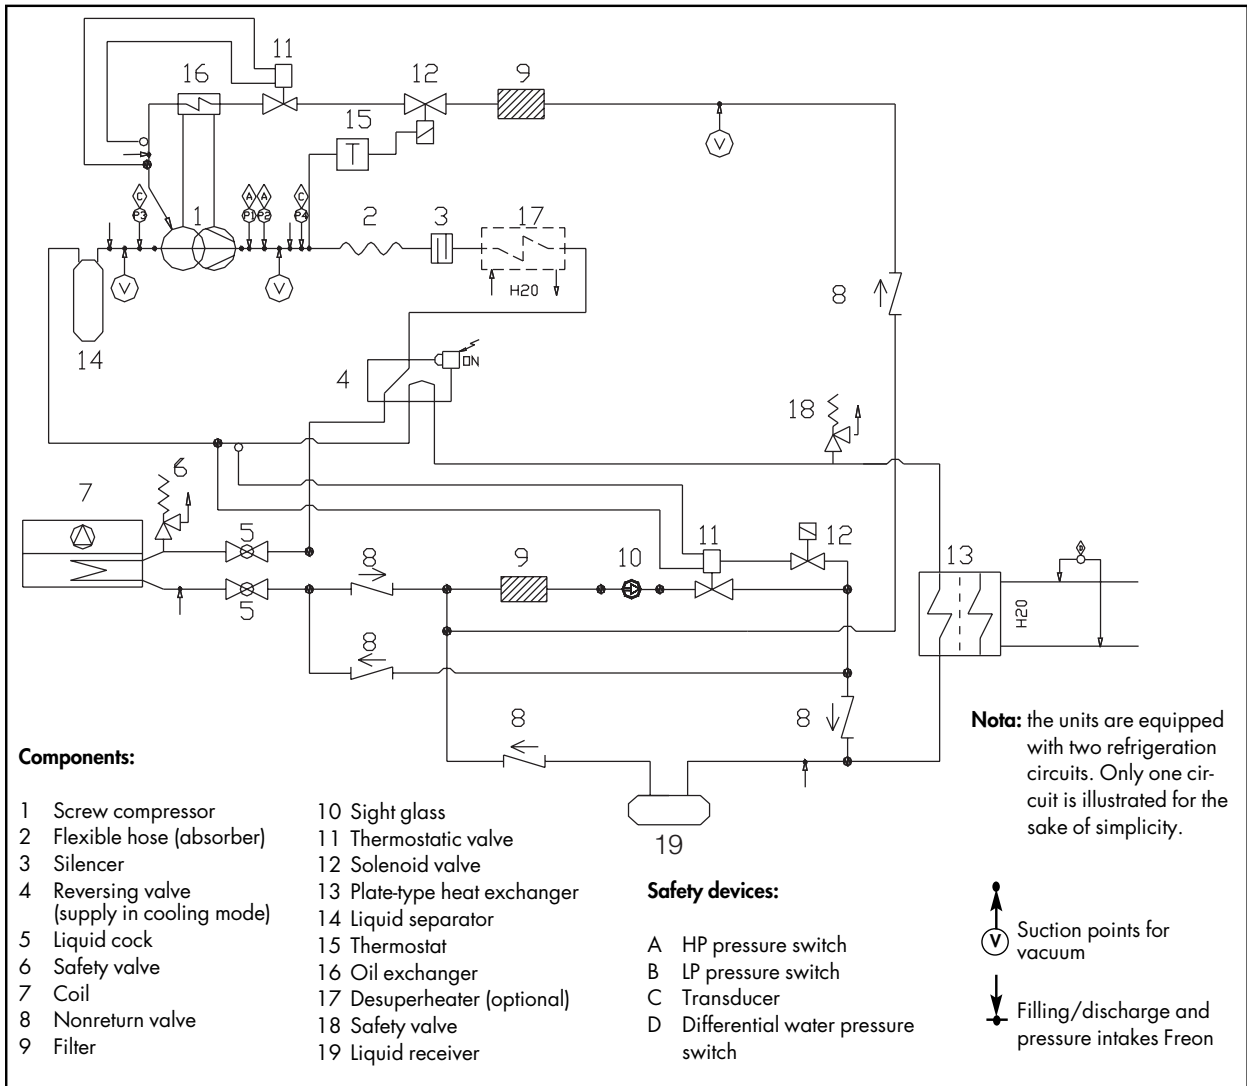 11
16
12
9
15
T
V
C
P3
1
A
P1
A
P2
C
P4
2
3
17
V
V
H20
8
14
4
ON
18
6
7
5
11
12
8
9
10
13
D
5
H20
8
8
8
19
Nota: the units are equipped
with two refrigeration
circuits. Only one cir-
cuit is illustrated for the
sake of simplicity.
Components:
1 Screw compressor
2 Flexible hose (absorber)
3 Silencer
4 Reversing valve
(supply in cooling mode)
5 Liquid cock
6 Safety valve
7 Coil
8 Nonreturn valve
9 Filter
10 Sight glass
11 Thermostatic valve
12 Solenoid valve
13 Plate-type heat exchanger
14 Liquid separator
15 Thermostat
16 Oil exchanger
17 Desuperheater (optional)
18 Safety valve
19 Liquid receiver
Safety devices:
A HP pressure switch
B LP pressure switch
C Transducer
D Differential water pressure
switch
V
Suction points for
vacuum
Filling/discharge and
pressure intakes Freon